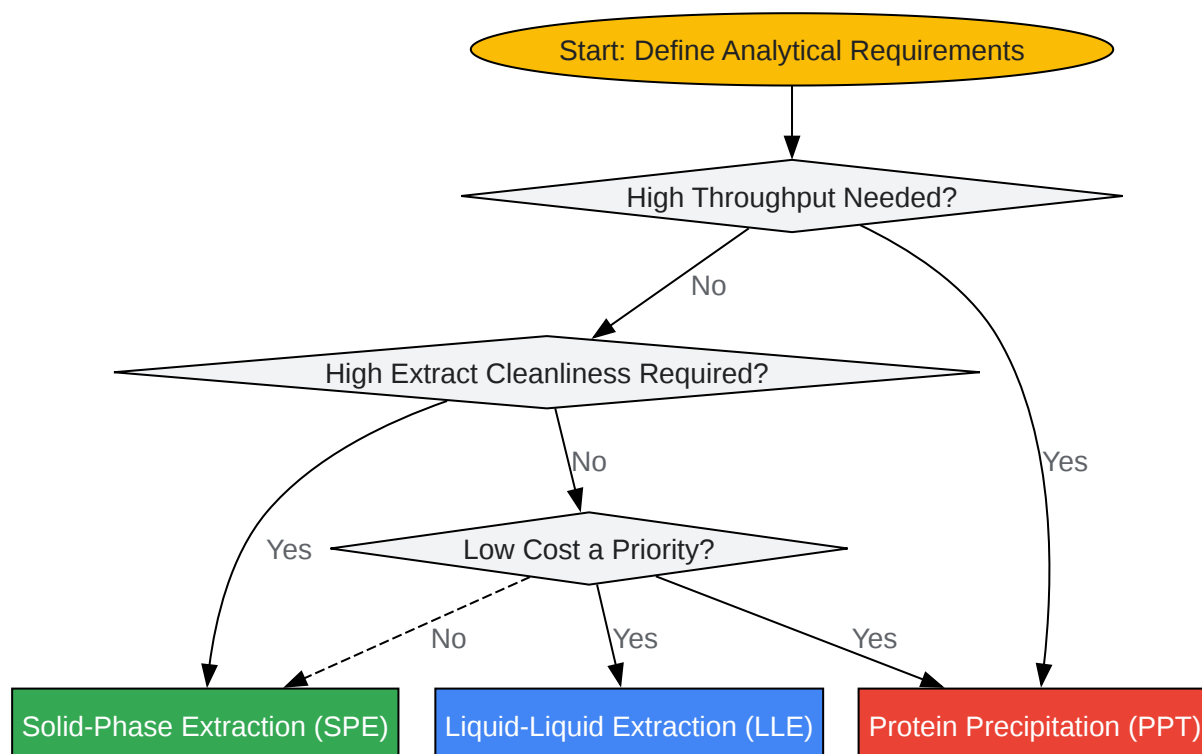 Start: Define Analytical Requirements
High Throughput Needed?
No
High Extract Cleanliness Required?
Yes
No
Yes
Low Cost a Priority?
No
Yes
Yes
Solid-Phase Extraction (SPE)
Liquid-Liquid Extraction (LLE)
Protein Precipitation (PPT)